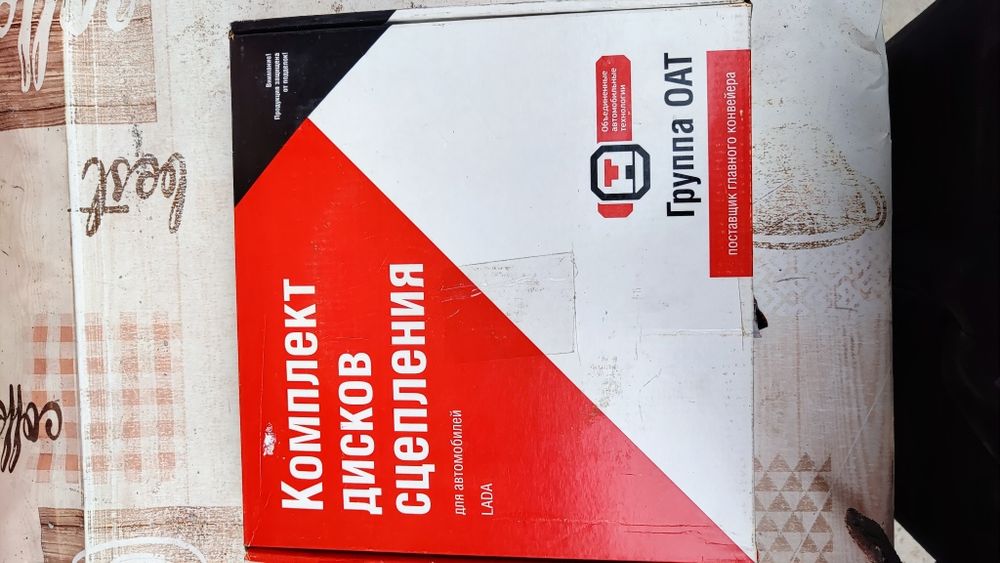 Внимание!
Продукция защищена
от подделок!
Объединенные
автомобильные
технологии
Группа ОАТ
поставщик главного конвейера
Комплект
дисков
сцепления
для автомобилей
LADA
best